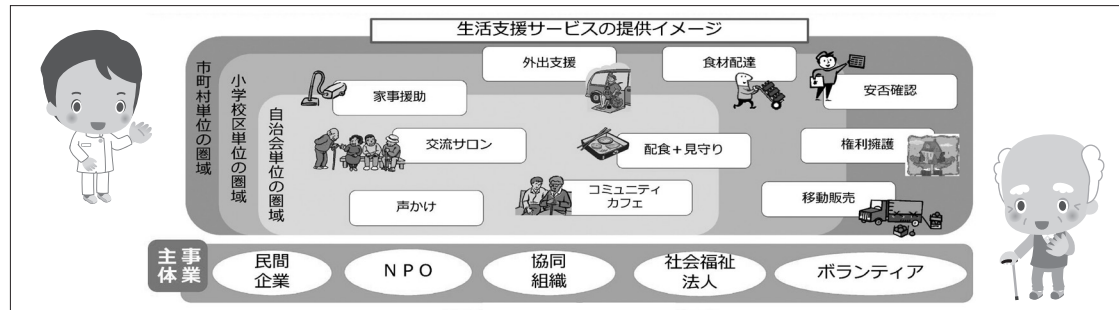 生活支援サービスの提供イメージ
市町村単位の圏域
小学校区単位の圏域
自治会単位の圏域
外出支援
食材配達
安否確認
家事援助
交流サロン
配食+見守り
権利擁護
声かけ
コミュニティ
カフェ
移動販売
事業
主体
民間
企業
NPO
協同
組織
社会福祉
法人
ボランティア